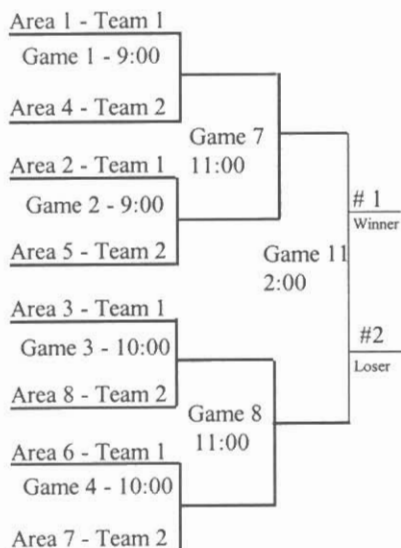 Area 1 - Team 1
Game 1 - 9:00
Area 4 - Team 2
Game 7
11:00
Area 2 - Team 1
Game 2 - 9:00
Area 5 - Team 2
# 1
Winner
Game 11
2:00
Area 3 - Team 1
Game 3 - 10:00
Area 8 - Team 2
#2
Loser
Game 8
11:00
Area 6 - Team 1
Game 4 - 10:00
Area 7 - Team 2